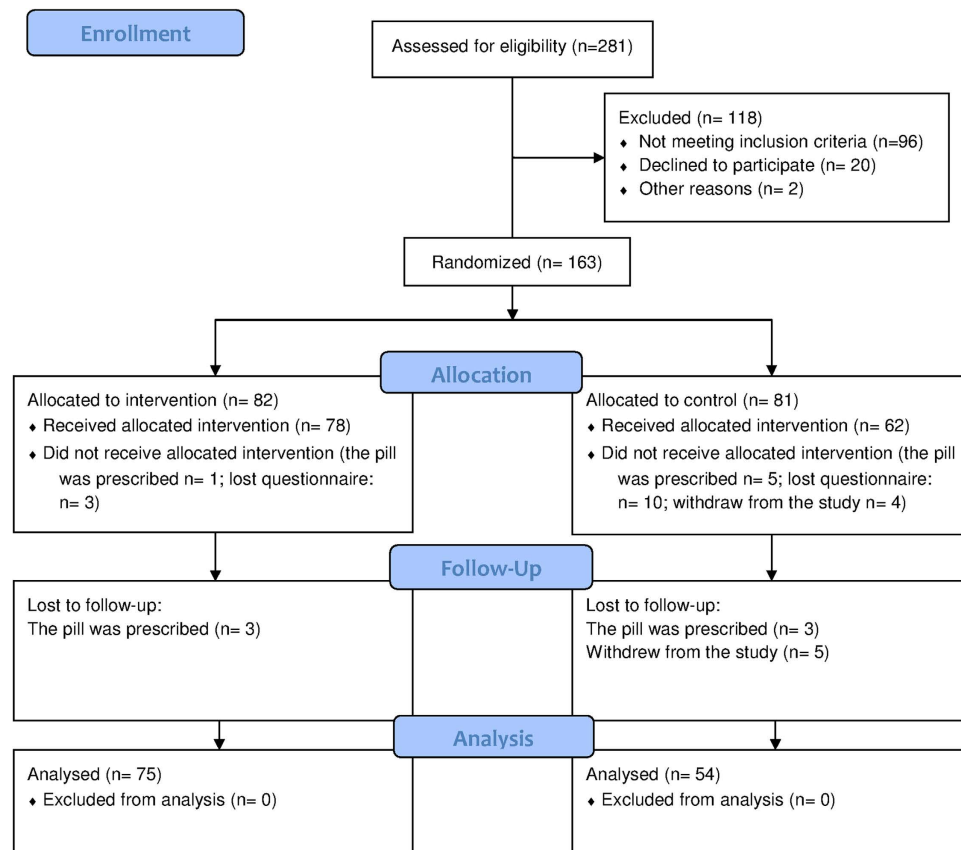 Enrollment
Assessed for eligibility (n=281)
Excluded (n= 118)
♦ Not meeting inclusion criteria (n=96)
♦ Declined to participate (n= 20)
♦ Other reasons (n= 2)
Randomized (n= 163)
Allocation
Allocated to intervention (n= 82)
♦ Received allocated intervention (n= 78)
♦ Did not receive allocated intervention (the pill
was prescribed n= 1; lost questionnaire:
n= 3)
Allocated to control (n= 81)
♦ Received allocated intervention (n= 62)
♦ Did not receive allocated intervention (the pill
was prescribed n= 5; lost questionnaire:
n= 10; withdraw from the study n= 4)
Follow-Up
Lost to follow-up:
The pill was prescribed (n= 3)
Lost to follow-up:
The pill was prescribed (n= 3)
Withdrew from the study (n= 5)
Analysis
Analysed (n= 75)
♦ Excluded from analysis (n= 0)
Analysed (n= 54)
♦ Excluded from analysis (n= 0)